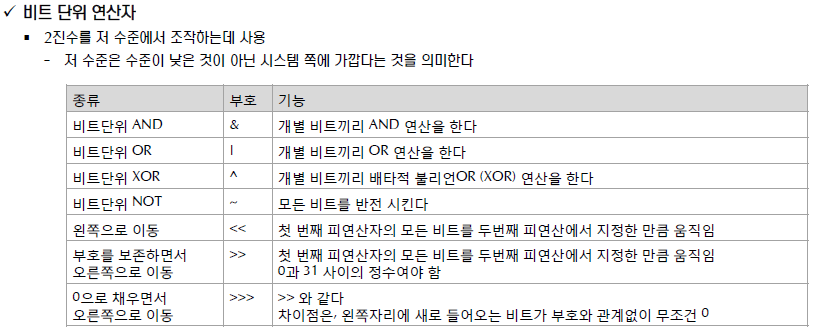 ✓ 비트 단위 연산자
▪ 2진수를 저 수준에서 조작하는데 사용
- 저 수준은 수준이 낮은 것이 아닌 시스템 쪽에 가깝다는 것을 의미한다
종류 부호 기능
비트단위 AND & 개별 비트끼리 AND 연산을 한다
비트단위 OR | 개별 비트끼리 OR 연산을 한다
비트단위 XOR ^ 개별 비트끼리 배타적 불리언OR (XOR) 연산을 한다
비트단위 NOT ~ 모든 비트를 반전 시킨다
왼쪽으로 이동 << 첫 번째 피연산자의 모든 비트를 두번째 피연산에서 지정한 만큼 움직임
부호를 보존하면서
오른쪽으로 이동 >> 첫 번째 피연산자의 모든 비트를 두번째 피연산에서 지정한 만큼 움직임
0과 31 사이의 정수여야 함
0으로 채우면서
오른쪽으로 이동 >>> >> 와 같다
차이점은, 왼쪽자리에 새로 들어오는 비트가 부호와 관계없이 무조건 0